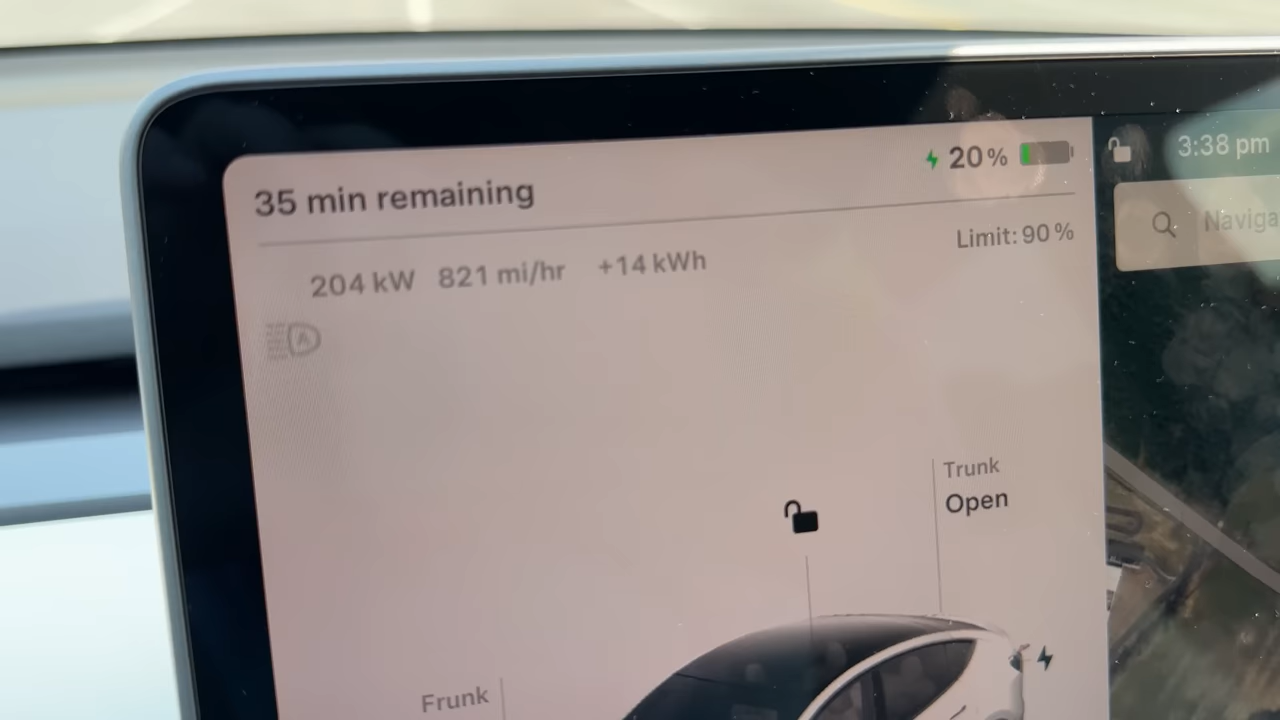 35 min remaining
20%
3:38 pm
Limit: 90%
204 kW 821 mi/hr +14 kWh
A
Trunk
Open
Frunk